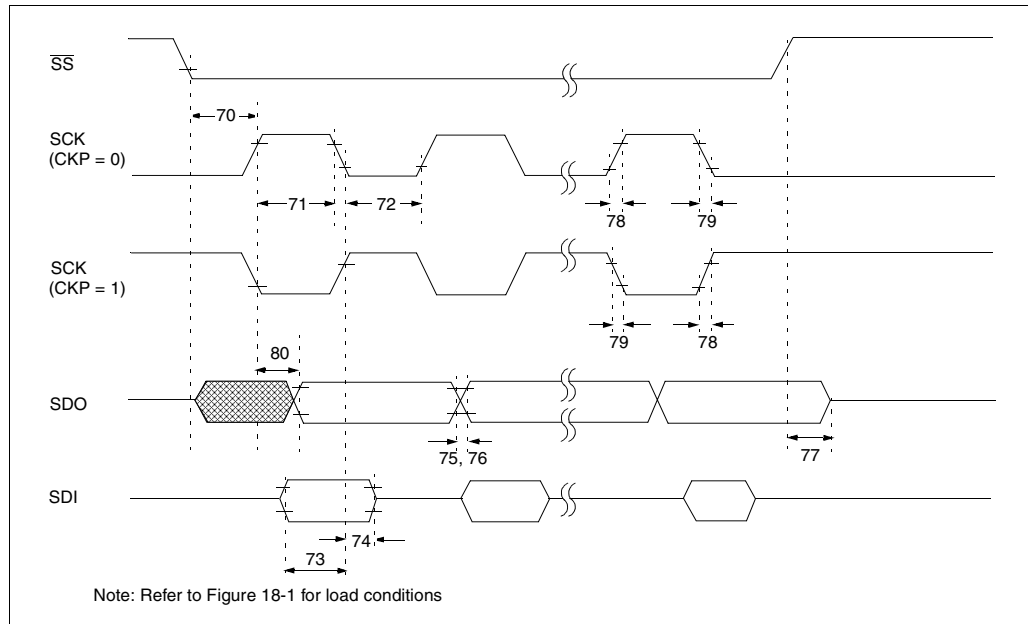 SS
70
SCK
(CKP = 0)
71
72
78
79
SCK
(CKP = 1)
79
78
80
SDO
75, 76
77
SDI
74
73
Note: Refer to Figure 18-1 for load conditions